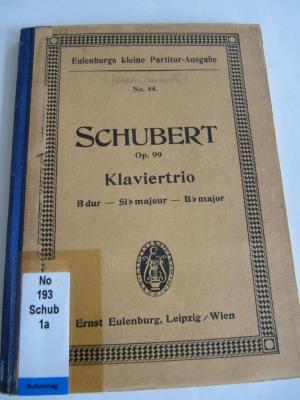 Eulenburgs kleine Partitur-Ausgabe
No. 84.
SCHUBERT
Op. 99
Klaviertrio
B dur — Si♭ majeur — B♭ major
Ernst Eulenburg, Leipzig / Wien
No
193
Schub
1a
Außenmag.